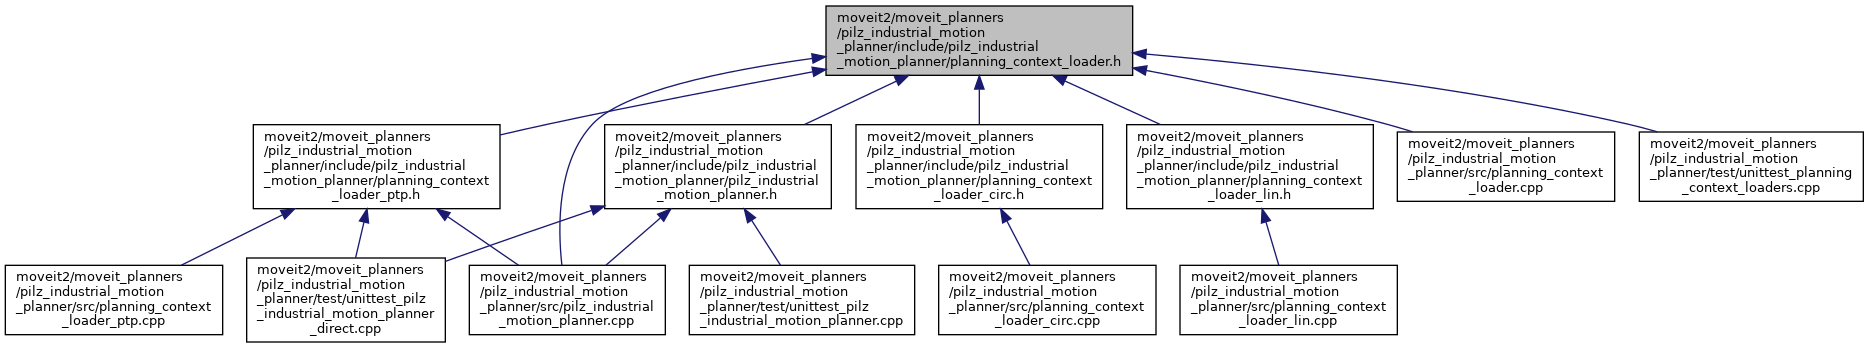 moveit2/moveit_planners
/pilz_industrial_motion
_planner/include/pilz_industrial
_motion_planner/planning_context_loader.h
moveit2/moveit_planners
/pilz_industrial_motion
_planner/include/pilz_industrial
_motion_planner/planning_context
_loader_ptp.h
moveit2/moveit_planners
/pilz_industrial_motion
_planner/include/pilz_industrial
_motion_planner/pilz_industrial
_motion_planner.h
moveit2/moveit_planners
/pilz_industrial_motion
_planner/include/pilz_industrial
_motion_planner/planning_context
_loader_circ.h
moveit2/moveit_planners
/pilz_industrial_motion
_planner/include/pilz_industrial
_motion_planner/planning_context
_loader_lin.h
moveit2/moveit_planners
/pilz_industrial_motion
_planner/src/planning_context
_loader.cpp
moveit2/moveit_planners
/pilz_industrial_motion
_planner/test/unittest_planning
_context_loaders.cpp
moveit2/moveit_planners
/pilz_industrial_motion
_planner/src/planning_context
_loader_ptp.cpp
moveit2/moveit_planners
/pilz_industrial_motion
_planner/test/unittest_pilz
_industrial_motion_planner
_direct.cpp
moveit2/moveit_planners
/pilz_industrial_motion
_planner/src/pilz_industrial
_motion_planner.cpp
moveit2/moveit_planners
/pilz_industrial_motion
_planner/test/unittest_pilz
_industrial_motion_planner.cpp
moveit2/moveit_planners
/pilz_industrial_motion
_planner/src/planning_context
_loader_circ.cpp
moveit2/moveit_planners
/pilz_industrial_motion
_planner/src/planning_context
_loader_lin.cpp